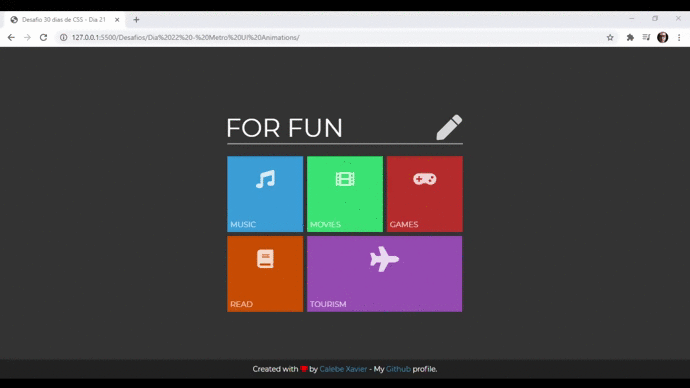 Desafio 30 dias de CSS - Dia 21
127.0.0.1:5500/Desafios/Dia%2022%20-%20Metro%20UI%20Animations/
FOR FUN
MUSIC
MOVIES
GAMES
READ
TOURISM
Created with by Calebe Xavier - My Github profile.